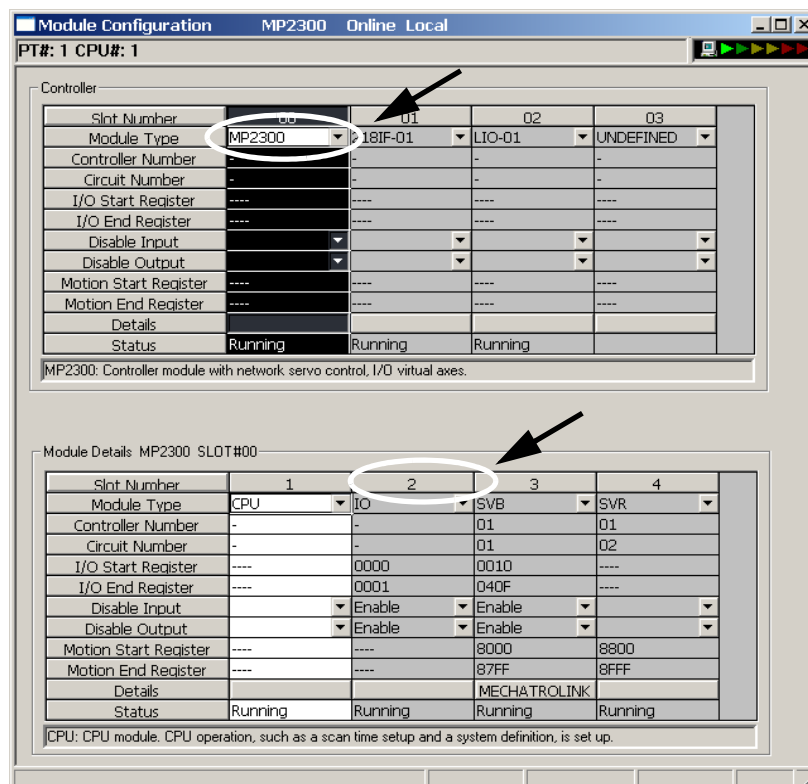 Module Configuration MP2300 Online Local
PT#: 1 CPU#: 1
Controller
Slot Number 00 01 02 03
Module Type MP2300 218IF-01 LIO-01 UNDEFINED
Controller Number - - - -
Circuit Number - - - -
I/O Start Register ---- ---- ---- ----
I/O End Register ---- ---- ---- ----
Disable Input
Disable Output
Motion Start Register ---- ---- ---- ----
Motion End Register ---- ---- ---- ----
Details
Status Running Running Running
MP2300: Controller module with network servo control, I/O virtual axes.
Module Details MP2300 SLOT#00
Slot Number 1 2 3 4
Module Type CPU IO SVB SVR
Controller Number - - 01 01
Circuit Number - - 01 02
I/O Start Register ---- 0000 0010 ----
I/O End Register ---- 0001 040F ----
Disable Input Enable Enable
Disable Output Enable Enable
Motion Start Register ---- ---- 8000 8800
Motion End Register ---- ---- 87FF 8FFF
Details MECHATROLINK
Status Running Running Running Running
CPU: CPU module. CPU operation, such as a scan time setup and a system definition, is set up.